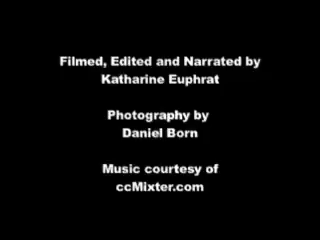 Filmed, Edited and Narrated by
Katharine Euphrat
Photography by
Daniel Born
Music courtesy of
ccMixter.com